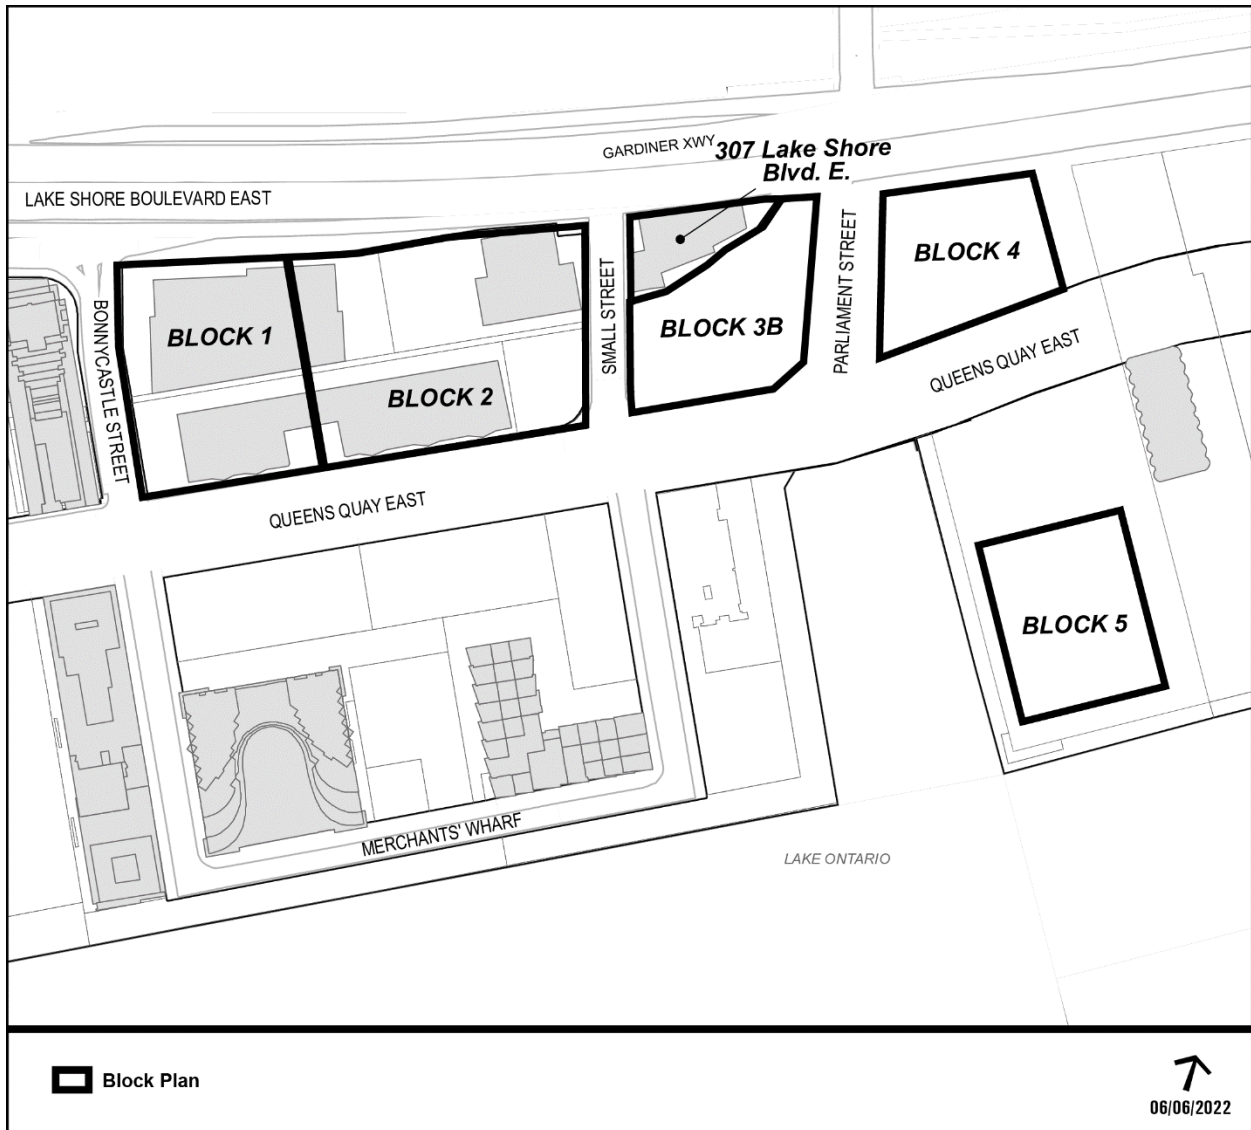 GARDINER XWY
307 Lake Shore
Blvd. E.
LAKE SHORE BOULEVARD EAST
BONNYCASTLE STREET
BLOCK 1
BLOCK 2
SMALL STREET
BLOCK 3B
PARLIAMENT STREET
BLOCK 4
QUEENS QUAY EAST
QUEENS QUAY EAST
BLOCK 5
MERCHANTS' WHARF
LAKE ONTARIO
Block Plan
06/06/2022